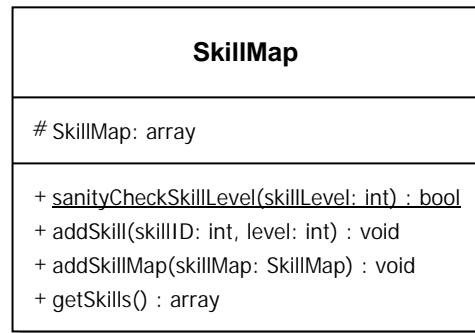 SkillMap
# SkillMap: array
+ sanityCheckSkillLevel(skillLevel: int) : bool
+ addSkill(skillID: int, level: int) : void
+ addSkillMap(skillMap: SkillMap) : void
+ getSkills() : array